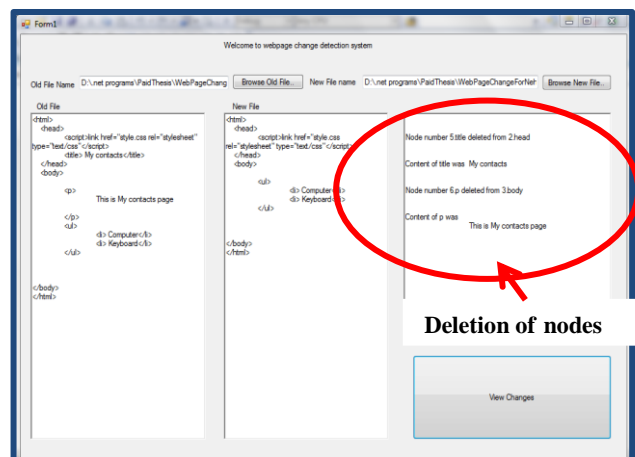 Form1
Welcome to webpage change detection system
Old File Name D:\.net programs\PaidThesis\WebPageChang Browse Old File.. New File name D:\.net programs\PaidThesis\WebPageChangeForNeH Browse New File..
Old File
<html>
<head>
<script>link href="style.css rel="stylesheet"
type="text/css"</script>
<title> My contacts</title>
</head>
<body>
<p>
This is My contacts page
</p>
<ul>
<li> Computer</li>
<li> Keyboard</li>
</ul>
</body>
</html>
New File
<html>
<head>
<script>link href="style.css
rel="stylesheet" type="text/css"</script>
</head>
<body>
<ul>
<li> Computer</li>
<li> Keyboard</li>
</ul>
</body>
</html>
Node number 5.title deleted from 2.head
Content of title was My contacts
Node number 6.p deleted from 3.body
Content of p was
This is My contacts page
Deletion of nodes
View Changes